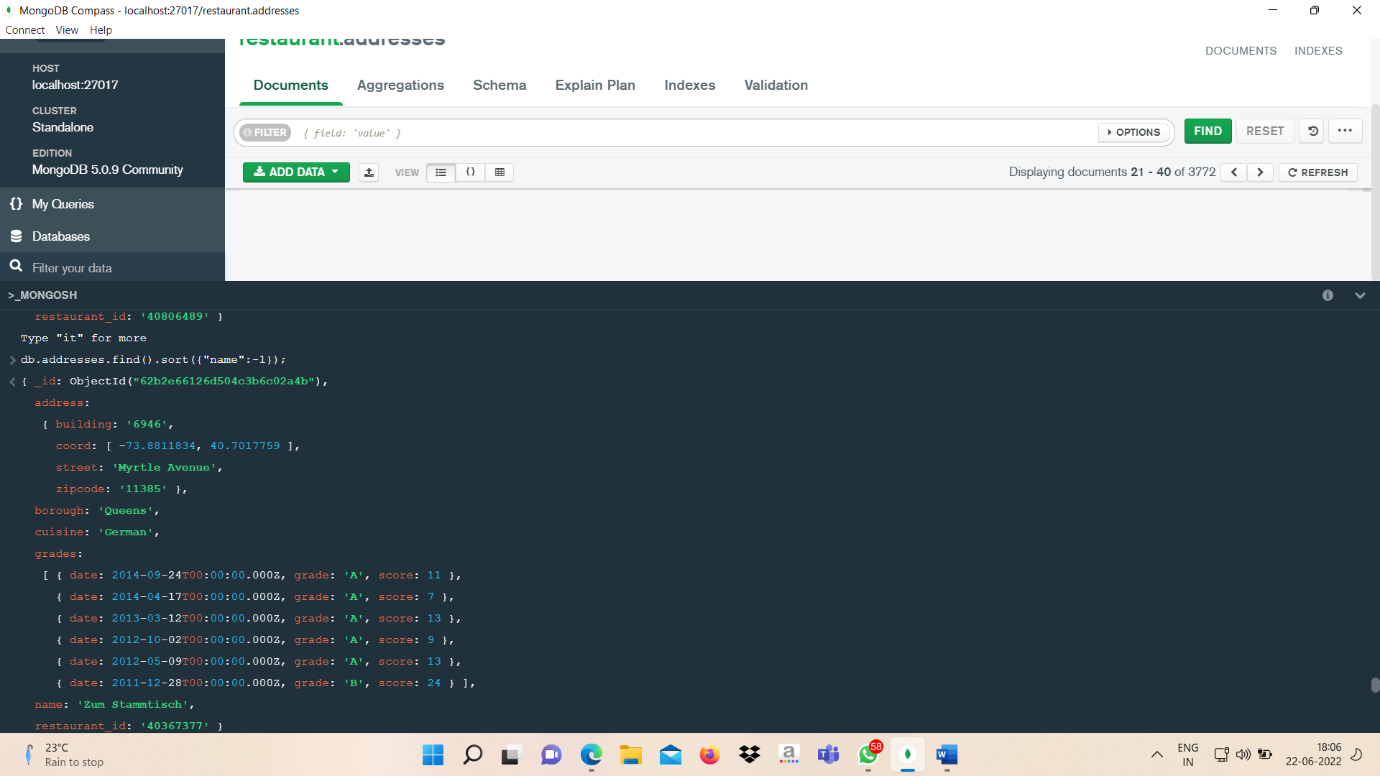 MongoDB Compass - localhost:27017/restaurant.addresses
Connect View Help
restaurant.addresses
DOCUMENTS INDEXES
HOST
localhost:27017
CLUSTER
Standalone
EDITION
MongoDB 5.0.9 Community
{} My Queries
Databases
Filter your data
Documents Aggregations Schema Explain Plan Indexes Validation
FILTER { field: 'value' } OPTIONS FIND RESET ...
ADD DATA VIEW {} Displaying documents 21 - 40 of 3772 < > REFRESH
>_MONGOSH
restaurant_id: '40806489' }
Type "it" for more
> db.addresses.find().sort({"name":-1});
< { _id: ObjectId("62b2e66126d504c3b6c02a4b"),
address:
{ building: '6946',
coord: [ -73.8811834, 40.7017759 ],
street: 'Myrtle Avenue',
zipcode: '11385' },
borough: 'Queens',
cuisine: 'German',
grades:
[ { date: 2014-09-24T00:00:00.000Z, grade: 'A', score: 11 },
{ date: 2014-04-17T00:00:00.000Z, grade: 'A', score: 7 },
{ date: 2013-03-12T00:00:00.000Z, grade: 'A', score: 13 },
{ date: 2012-10-02T00:00:00.000Z, grade: 'A', score: 9 },
{ date: 2012-05-09T00:00:00.000Z, grade: 'A', score: 13 },
{ date: 2011-12-28T00:00:00.000Z, grade: 'B', score: 24 } ],
name: 'Zum Stammtisch',
restaurant_id: '40367377' }
23°C
Rain to stop
a
T
58
W
ENG
IN
18:06
22-06-2022